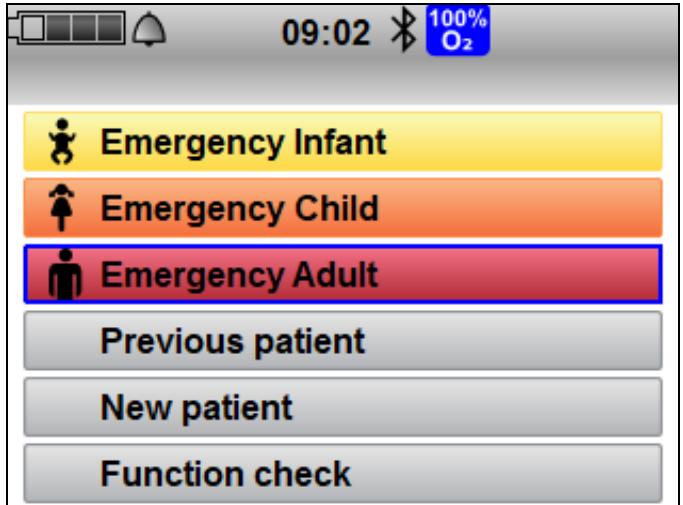 09:02 100% O₂
Emergency Infant
Emergency Child
Emergency Adult
Previous patient
New patient
Function check